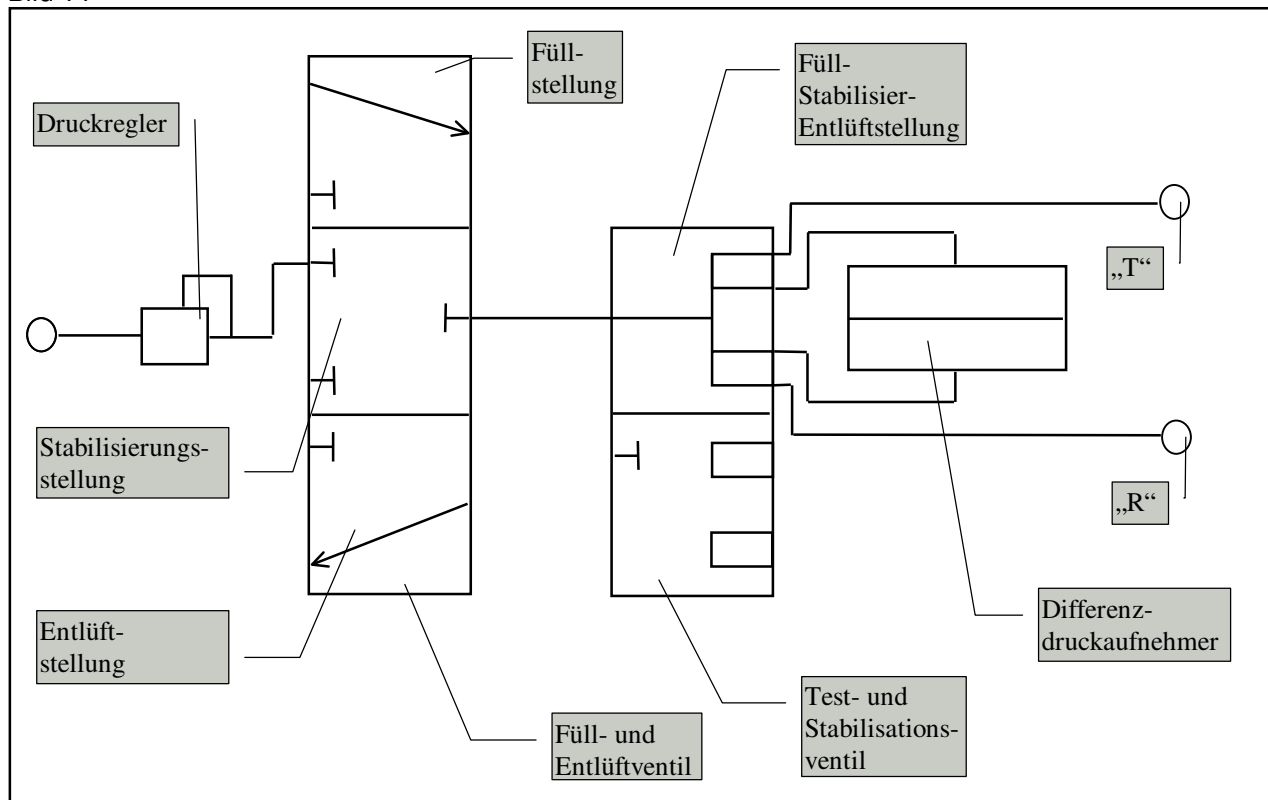 Füll-
stellung
Füll-
Stabilisier-
Entlüftstellung
Druckregler
„T“
Stabilisierungs-
stellung
„R“
Entlüft-
stellung
Differenz-
druckaufnehmer
Test- und
Stabilisations-
ventil
Füll- und
Entlüftventil